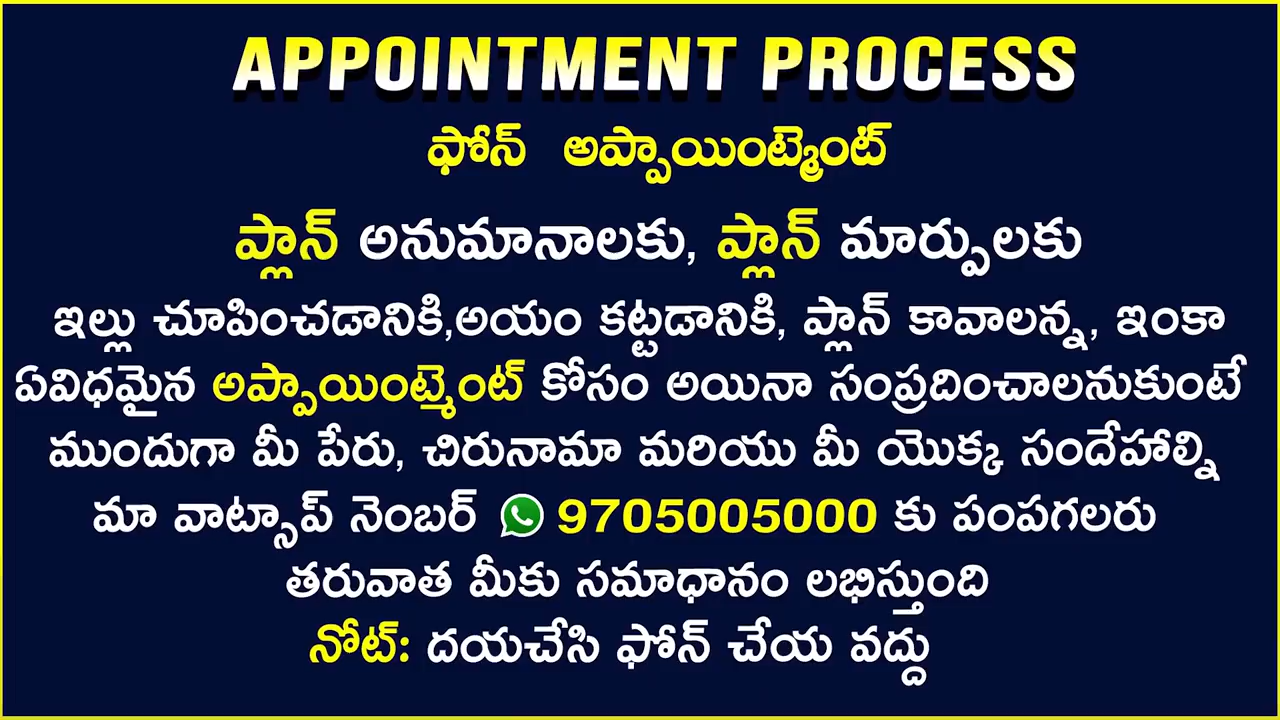 APPOINTMENT PROCESS
ఫోన్ అప్పాయింట్మెంట్
ప్లాన్ అనుమానాలకు, ప్లాన్ మార్పులకు
ఇల్లు చూపించడానికి,అయం కట్టడానికి, ప్లాన్ కావాలన్న, ఇంకా
ఏవిధమైన అప్పాయింట్మెంట్ కోసం అయినా సంప్రదించాలనుకుంటే
ముందుగా మీ పేరు, చిరునామా మరియు మీ యొక్క సందేహాల్ని
మా వాట్సాప్ నెంబర్ 9705005000 కు పంపగలరు
తరువాత మీకు సమాధానం లభిస్తుంది
నోట్: దయచేసి ఫోన్ చేయ వద్దు